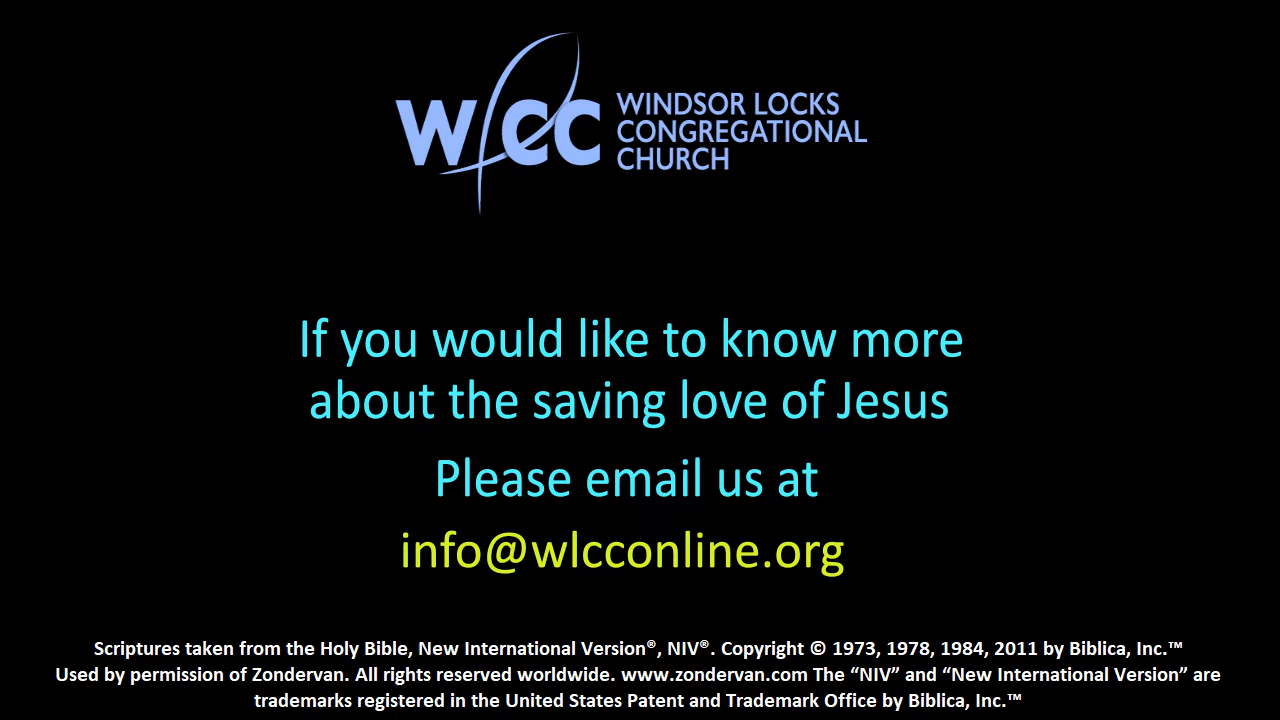 WLCC WINDSOR LOCKS
CONGREGATIONAL
CHURCH
If you would like to know more
about the saving love of Jesus
Please email us at
info@wlcconline.org
Scriptures taken from the Holy Bible, New International Version®, NIV®. Copyright © 1973, 1978, 1984, 2011 by Biblica, Inc.™
Used by permission of Zondervan. All rights reserved worldwide. www.zondervan.com The “NIV” and “New International Version” are
trademarks registered in the United States Patent and Trademark Office by Biblica, Inc.™